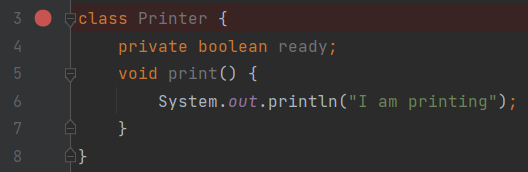 3 class Printer {
4     private boolean ready;
5     void print() {
6         System.out.println("I am printing");
7     }
8 }